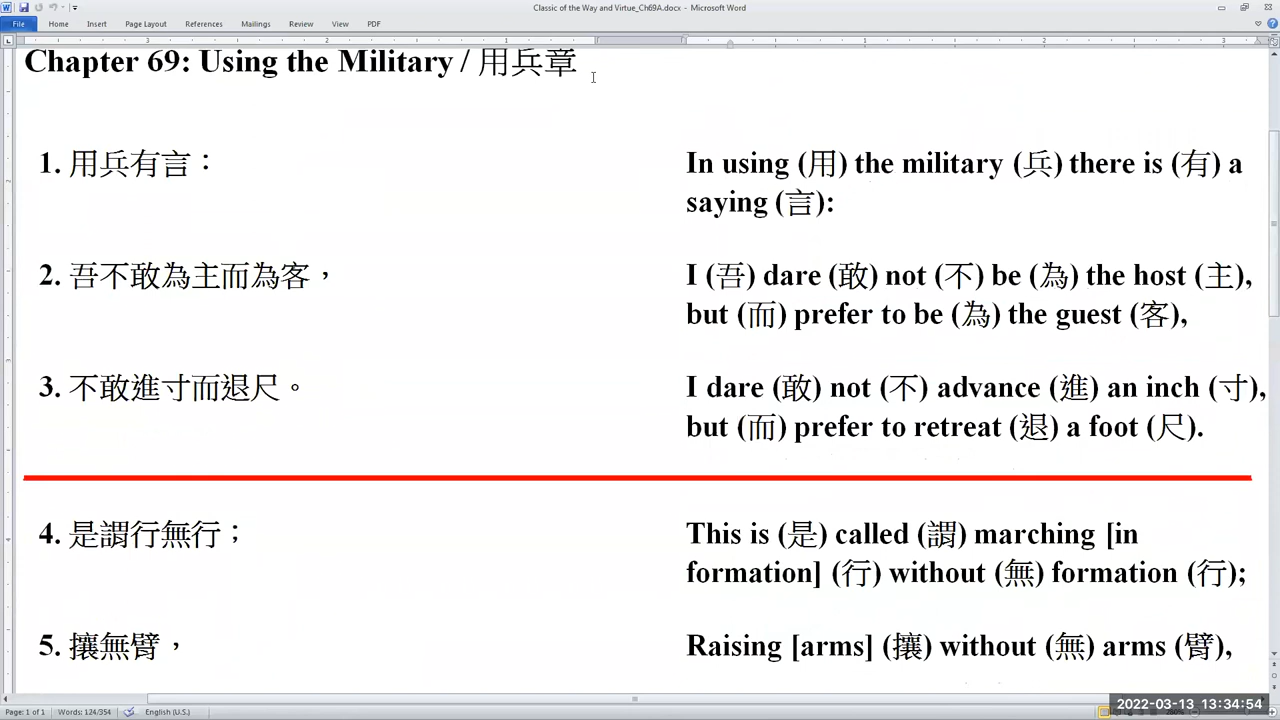 Classic of the Way and Virtue_Ch69A.docx - Microsoft Word
File Home Insert Page Layout References Mailings Review View PDF
Chapter 69: Using the Military / 用兵章
1. 用兵有言：
In using (用) the military (兵) there is (有) a
saying (言):
2. 吾不敢為主而為客，
I (吾) dare (敢) not (不) be (為) the host (主),
but (而) prefer to be (為) the guest (客),
3. 不敢進寸而退尺。
I dare (敢) not (不) advance (進) an inch (寸),
but (而) prefer to retreat (退) a foot (尺).
4. 是謂行無行；
This is (是) called (謂) marching [in
formation] (行) without (無) formation (行);
5. 攘無臂，
Raising [arms] (攘) without (無) arms (臂),
Page: 1 of 1 Words: 124/354 English (U.S.)
2022-03-13 13:34:54